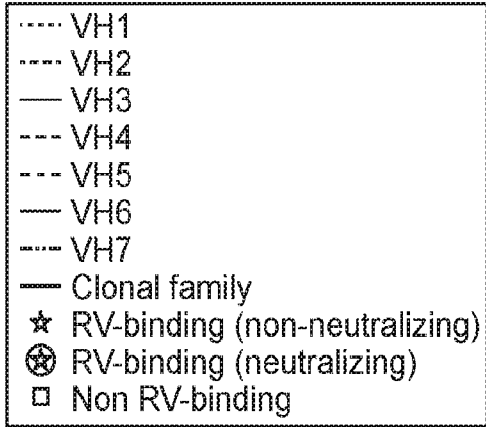 VH1
VH2
VH3
VH4
VH5
VH6
VH7
Clonal family
RV-binding (non-neutralizing)
RV-binding (neutralizing)
Non RV-binding